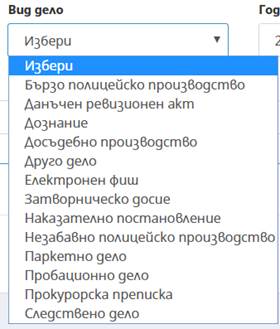 Вид дело
Год
Избери
2
Избери
Бързо полицейско производство
Данъчен ревизионен акт
Дознание
Досъдебно производство
Друго дело
Електронен фиш
Затворническо досие
Наказателно постановление
Незабавно полицейско производство
Паркетно дело
Пробационно дело
Прокурорска преписка
Следствено дело